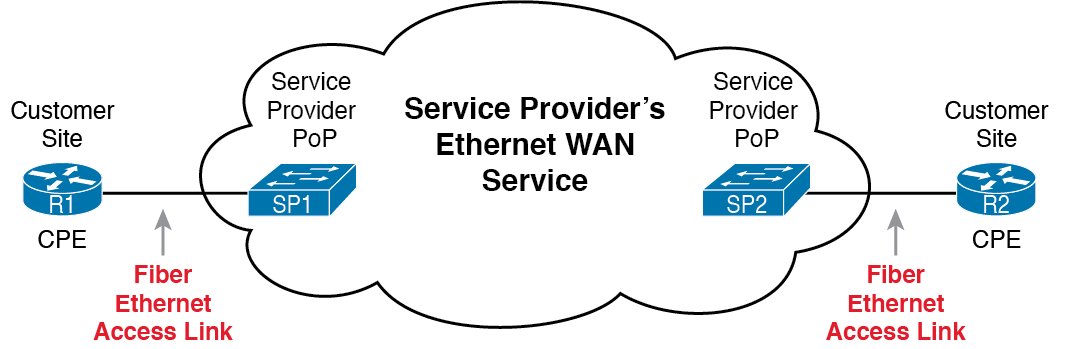 Customer
Site
R1
CPE
Fiber
Ethernet
Access Link
Service
Provider
PoP
SP1
Service Provider's
Ethernet WAN
Service
Service
Provider
PoP
SP2
Customer
Site
R2
CPE
Fiber
Ethernet
Access Link